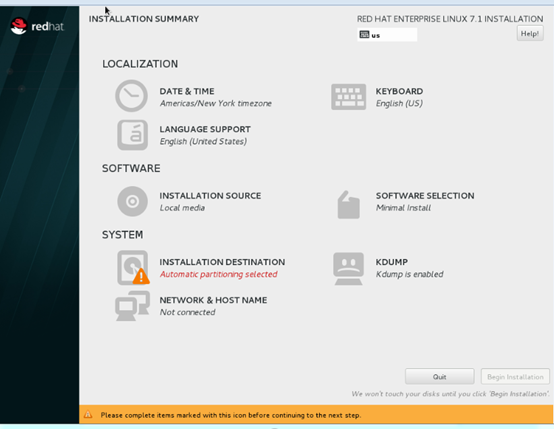 redhat.
INSTALLATION SUMMARY
RED HAT ENTERPRISE LINUX 7.1 INSTALLATION
us
Help!
LOCALIZATION
DATE & TIME
Americas/New York timezone
KEYBOARD
English (US)
LANGUAGE SUPPORT
English (United States)
SOFTWARE
INSTALLATION SOURCE
Local media
SOFTWARE SELECTION
Minimal Install
SYSTEM
INSTALLATION DESTINATION
Automatic partitioning selected
KDUMP
Kdump is enabled
NETWORK & HOST NAME
Not connected
Quit
Begin Installation
We won't touch your disks until you click 'Begin Installation'.
Please complete items marked with this icon before continuing to the next step.